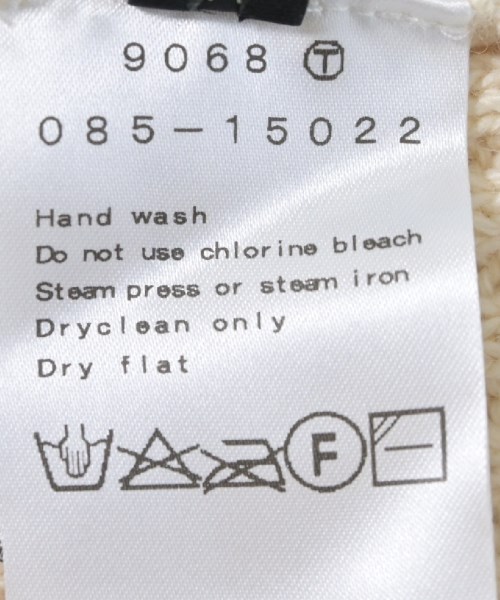 9068 Ⓣ
085-15022
Hand wash
Do not use chlorine bleach
Steam press or steam iron
Dryclean only
Dry flat
F